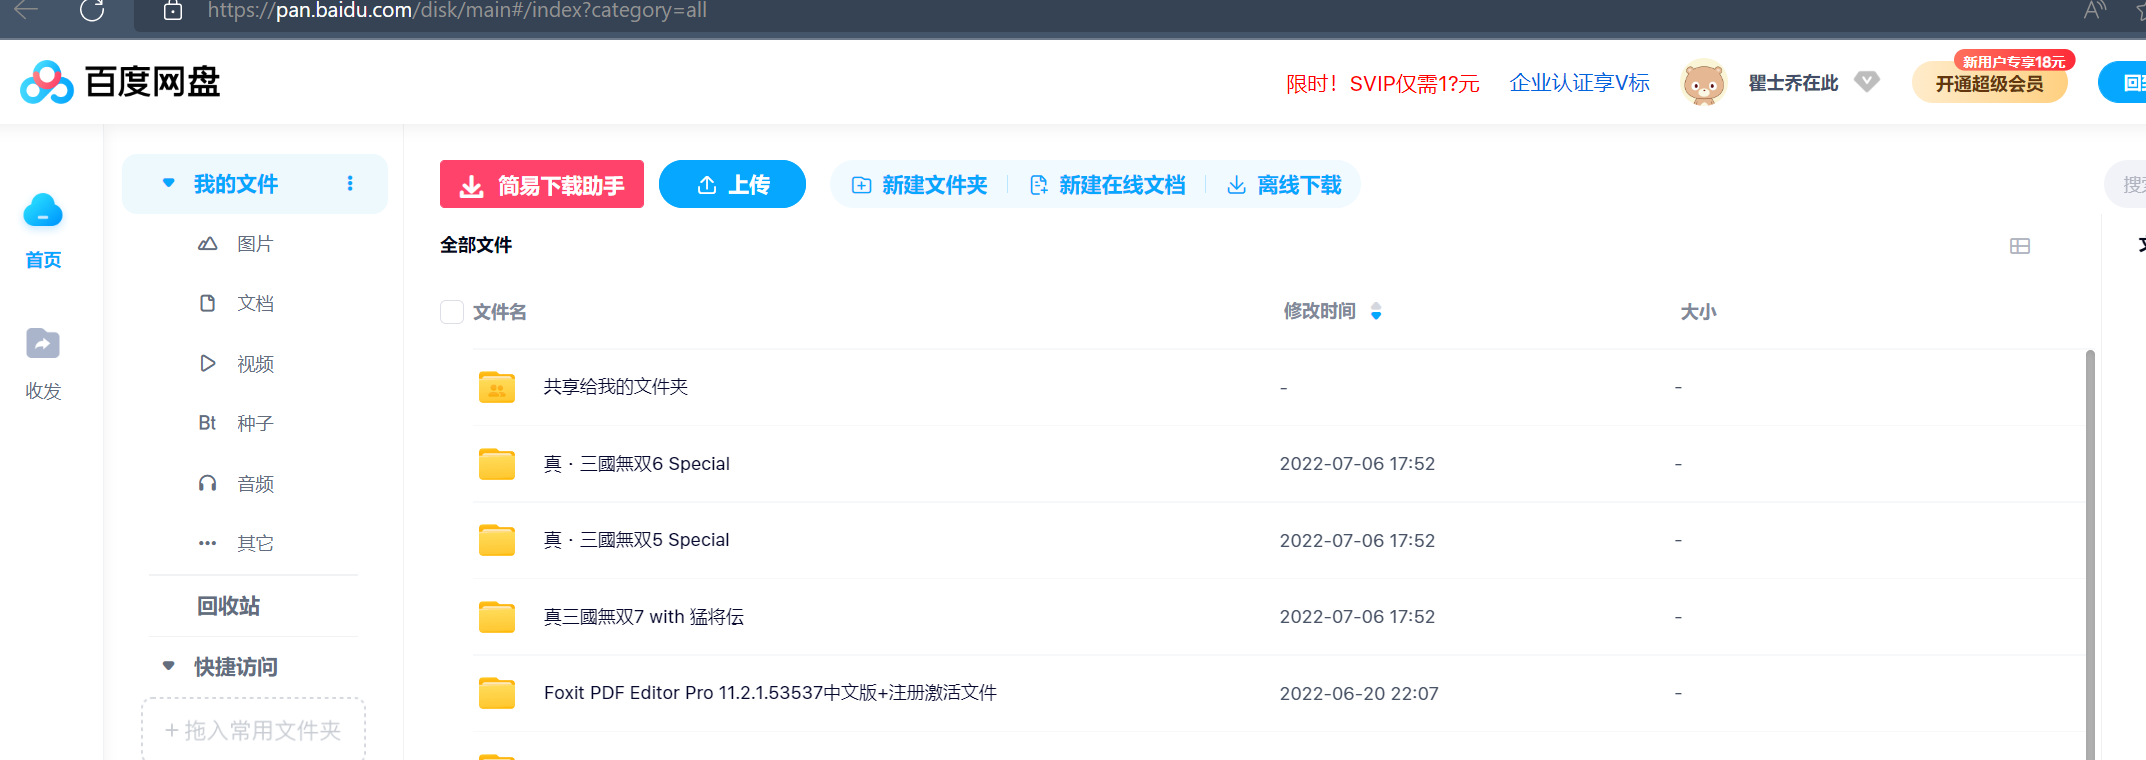 https://pan.baidu.com/disk/main#/index?category=all
百度网盘
限时！SVIP仅需1?元
企业认证享V标
瞿士乔在此
新用户专享18元
开通超级会员
首页
收发
我的文件
图片
文档
视频
Bt 种子
音频
其它
回收站
快捷访问
+ 拖入常用文件夹
简易下载助手
上传
新建文件夹
新建在线文档
离线下载
全部文件
文件名 修改时间 大小
共享给我的文件夹 - -
真·三國無双6 Special 2022-07-06 17:52 -
真·三國無双5 Special 2022-07-06 17:52 -
真三國無双7 with 猛将伝 2022-07-06 17:52 -
Foxit PDF Editor Pro 11.2.1.53537中文版+注册激活文件 2022-06-20 22:07 -